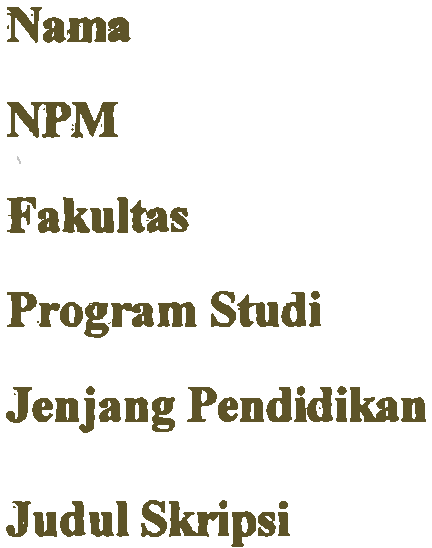 Nama
NPM
Fakultas
Program Studi
Jenjang Pendidikan
Judul Skripsi